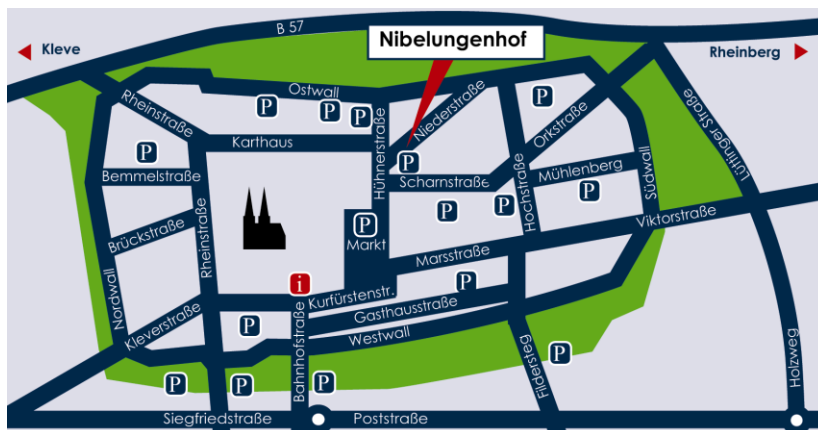 B 57
Kleve
Nibelungenhof
Rheinberg
Ostwall
P
P
P
P
Rheinstraße
Niederstraße
Orkstraße
Lüttinger Straße
Karthaus
P
P
Hühnerstraße
Bemmelstraße
Scharnstraße
Mühlenberg
P
P
P
Hochstraße
Südwall
P
Markt
Viktorstraße
Brückstraße
Rheinstraße
Marsstraße
Nordwall
i
P
Kurfürstenstr.
Gasthausstraße
Kleverstraße
P
Westwall
Bahnhofstraße
P
P
P
P
Fildersteg
Holzweg
Siegfriedstraße
Poststraße